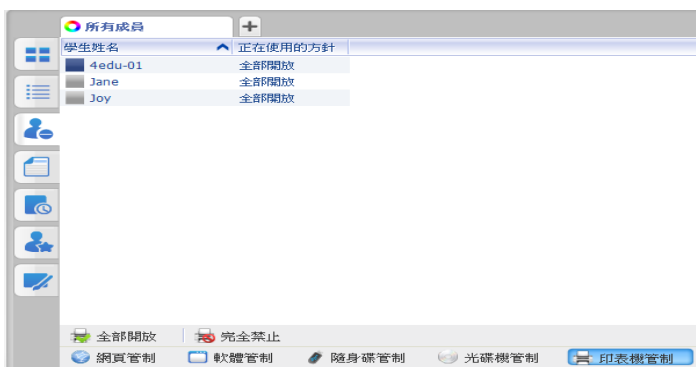 所有成員
學生姓名 正在使用的方針
4edu-01 全部開放
Jane 全部開放
Joy 全部開放
全部開放 完全禁止
網頁管制 軟體管制 隨身碟管制 光碟機管制 印表機管制